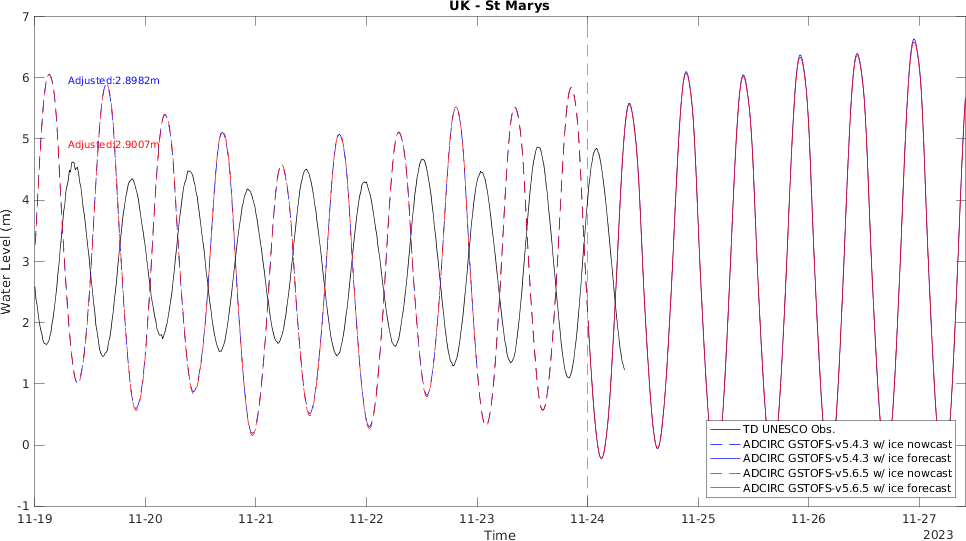 UK - St Marys
7
6
5
4
3
2
1
0
-1
Water Level (m)
Adjusted:2.8982m
Adjusted:2.9007m
TD UNESCO Obs.
ADCIRC GSTOFS-v5.4.3 w/ ice nowcast
ADCIRC GSTOFS-v5.4.3 w/ ice forecast
ADCIRC GSTOFS-v5.6.5 w/ ice nowcast
ADCIRC GSTOFS-v5.6.5 w/ ice forecast
11-19 11-20 11-21 11-22 11-23 11-24 11-25 11-26 11-27
Time
2023